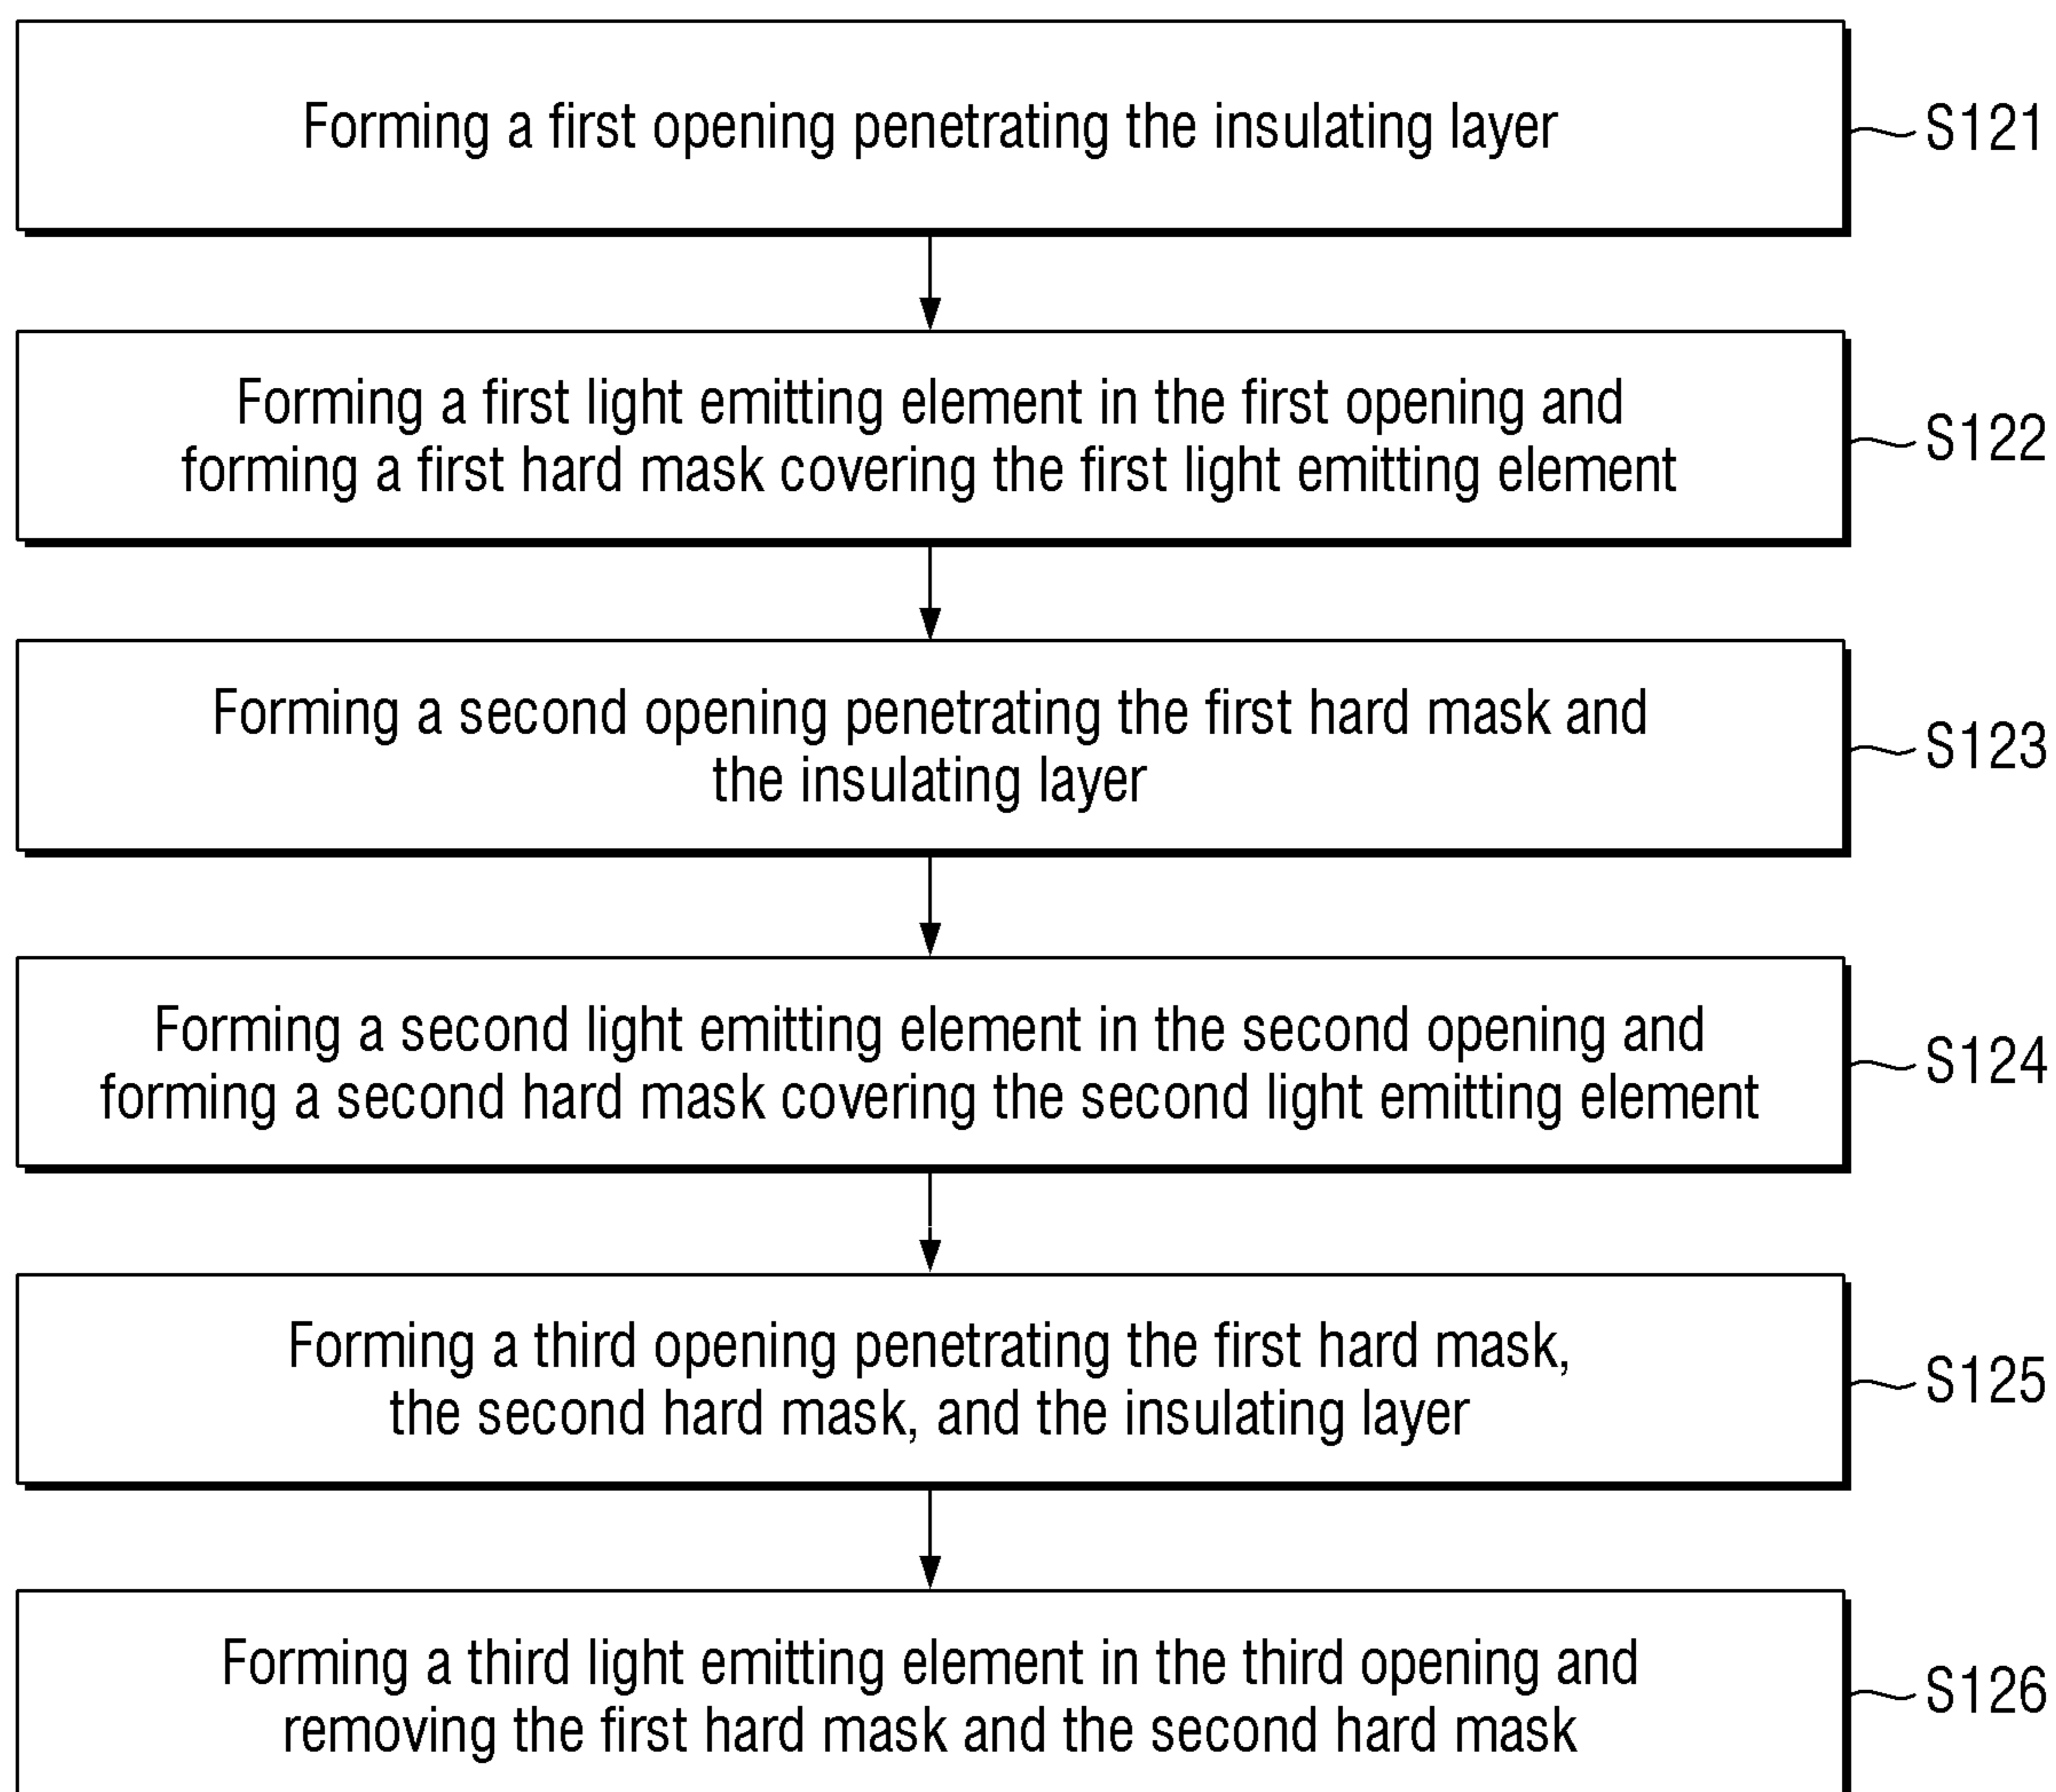 Forming a first opening penetrating the insulating layer
S121
Forming a first light emitting element in the first opening and
forming a first hard mask covering the first light emitting element
S122
Forming a second opening penetrating the first hard mask and
the insulating layer
S123
Forming a second light emitting element in the second opening and
forming a second hard mask covering the second light emitting element
S124
Forming a third opening penetrating the first hard mask,
the second hard mask, and the insulating layer
S125
Forming a third light emitting element in the third opening and
removing the first hard mask and the second hard mask
S126